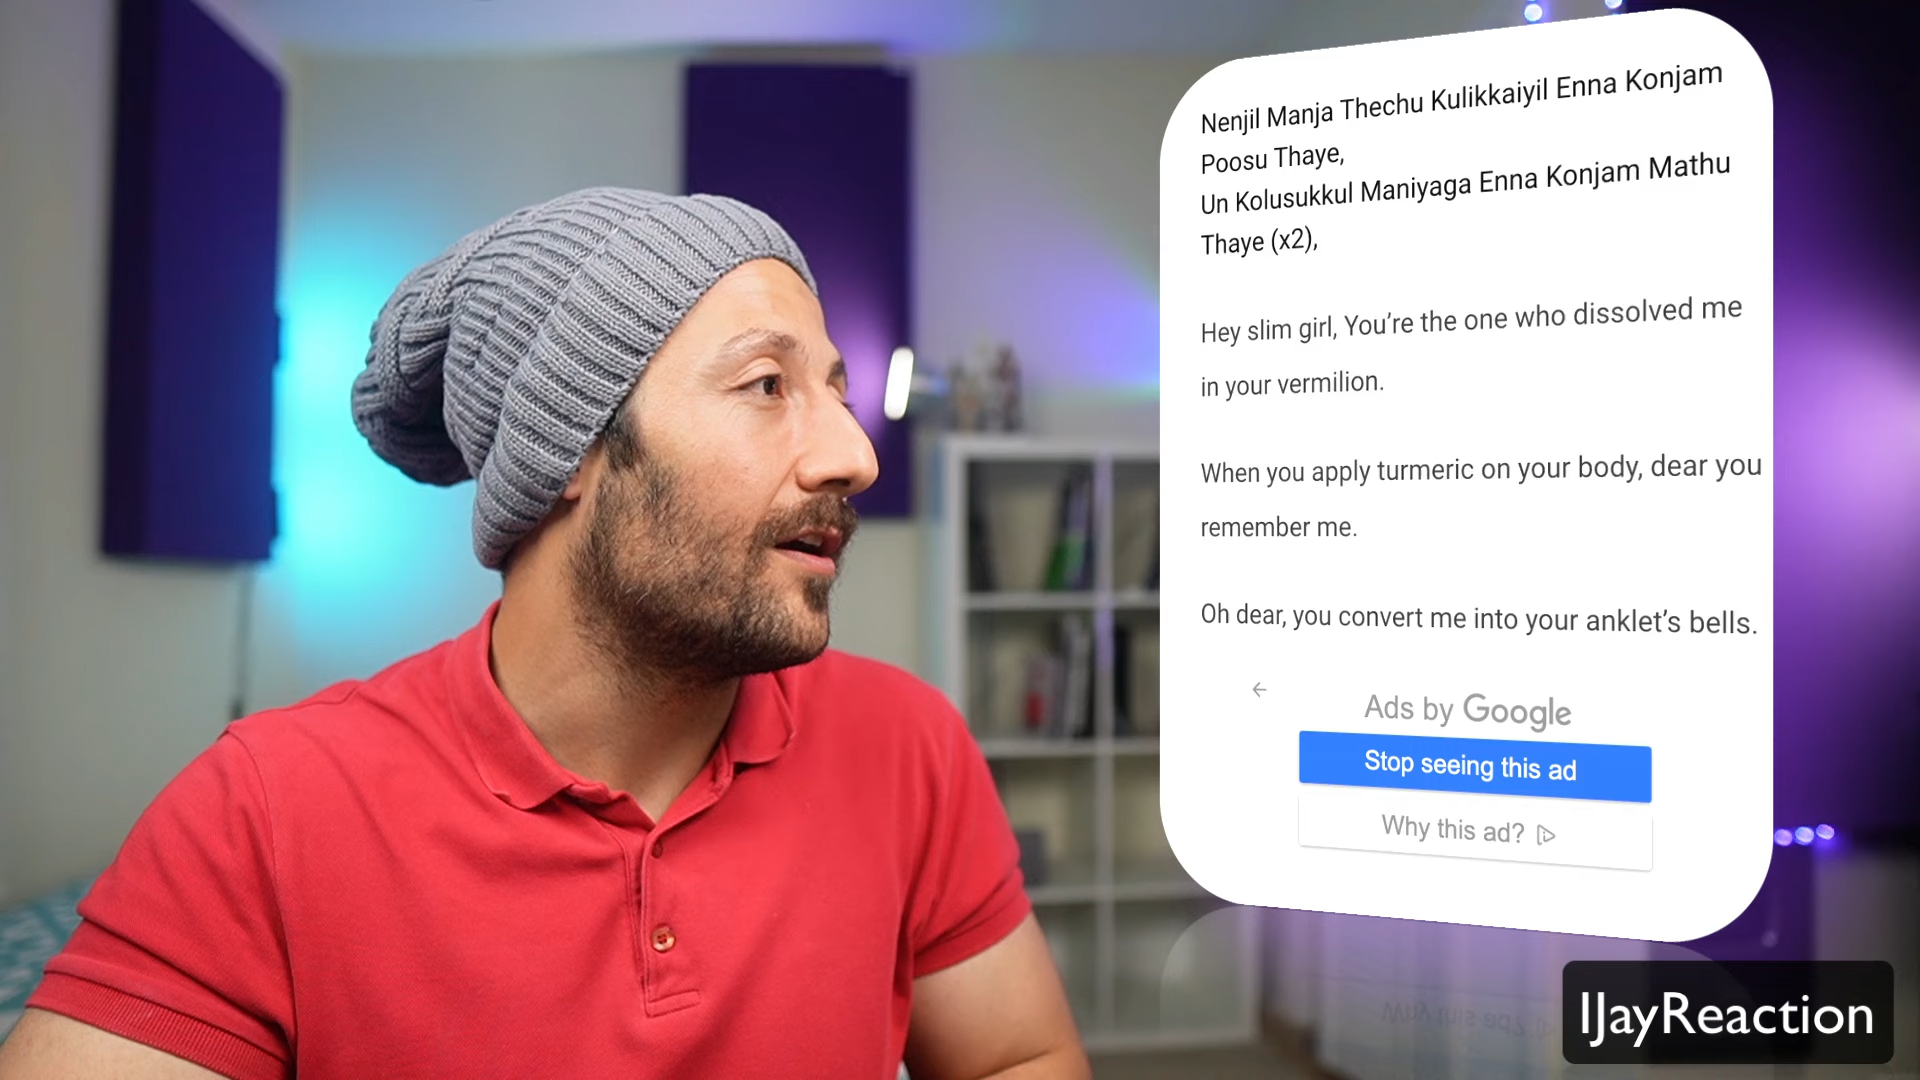 Nenjil Manja Thechu Kulikkaiyil Enna Konjam
Poosu Thaye,
Un Kolusukkul Maniyaga Enna Konjam Mathu
Thaye (x2),
Hey slim girl, You’re the one who dissolved me
in your vermilion.
When you apply turmeric on your body, dear you
remember me.
Oh dear, you convert me into your anklet’s bells.
Ads by Google
Stop seeing this ad
Why this ad?
IJayReaction